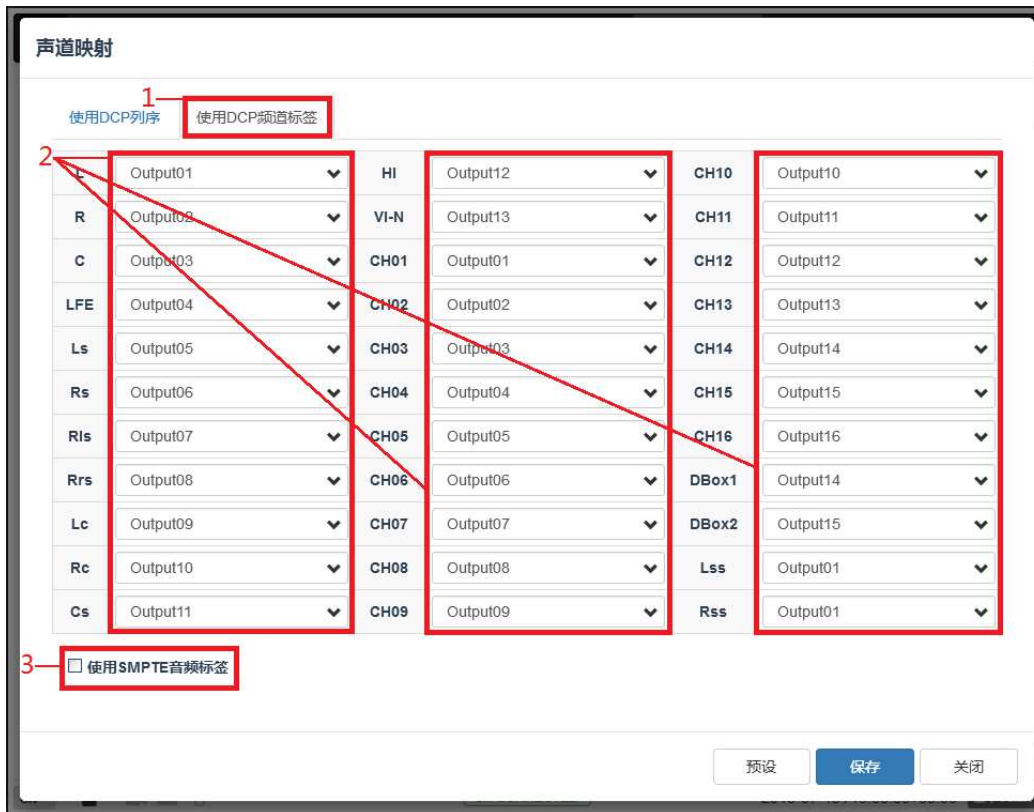 声道映射
1
使用DCP列序 使用DCP频道标签
2
L Output01 HI Output12 CH10 Output10
R Output02 VI-N Output13 CH11 Output11
C Output03 CH01 Output01 CH12 Output12
LFE Output04 CH02 Output02 CH13 Output13
Ls Output05 CH03 Output03 CH14 Output14
Rs Output06 CH04 Output04 CH15 Output15
Rls Output07 CH05 Output05 CH16 Output16
Rrs Output08 CH06 Output06 DBox1 Output14
Lc Output09 CH07 Output07 DBox2 Output15
Rc Output10 CH08 Output08 Lss Output01
Cs Output11 CH09 Output09 Rss Output01
3 使用SMPTE音频标签
预设 保存 关闭